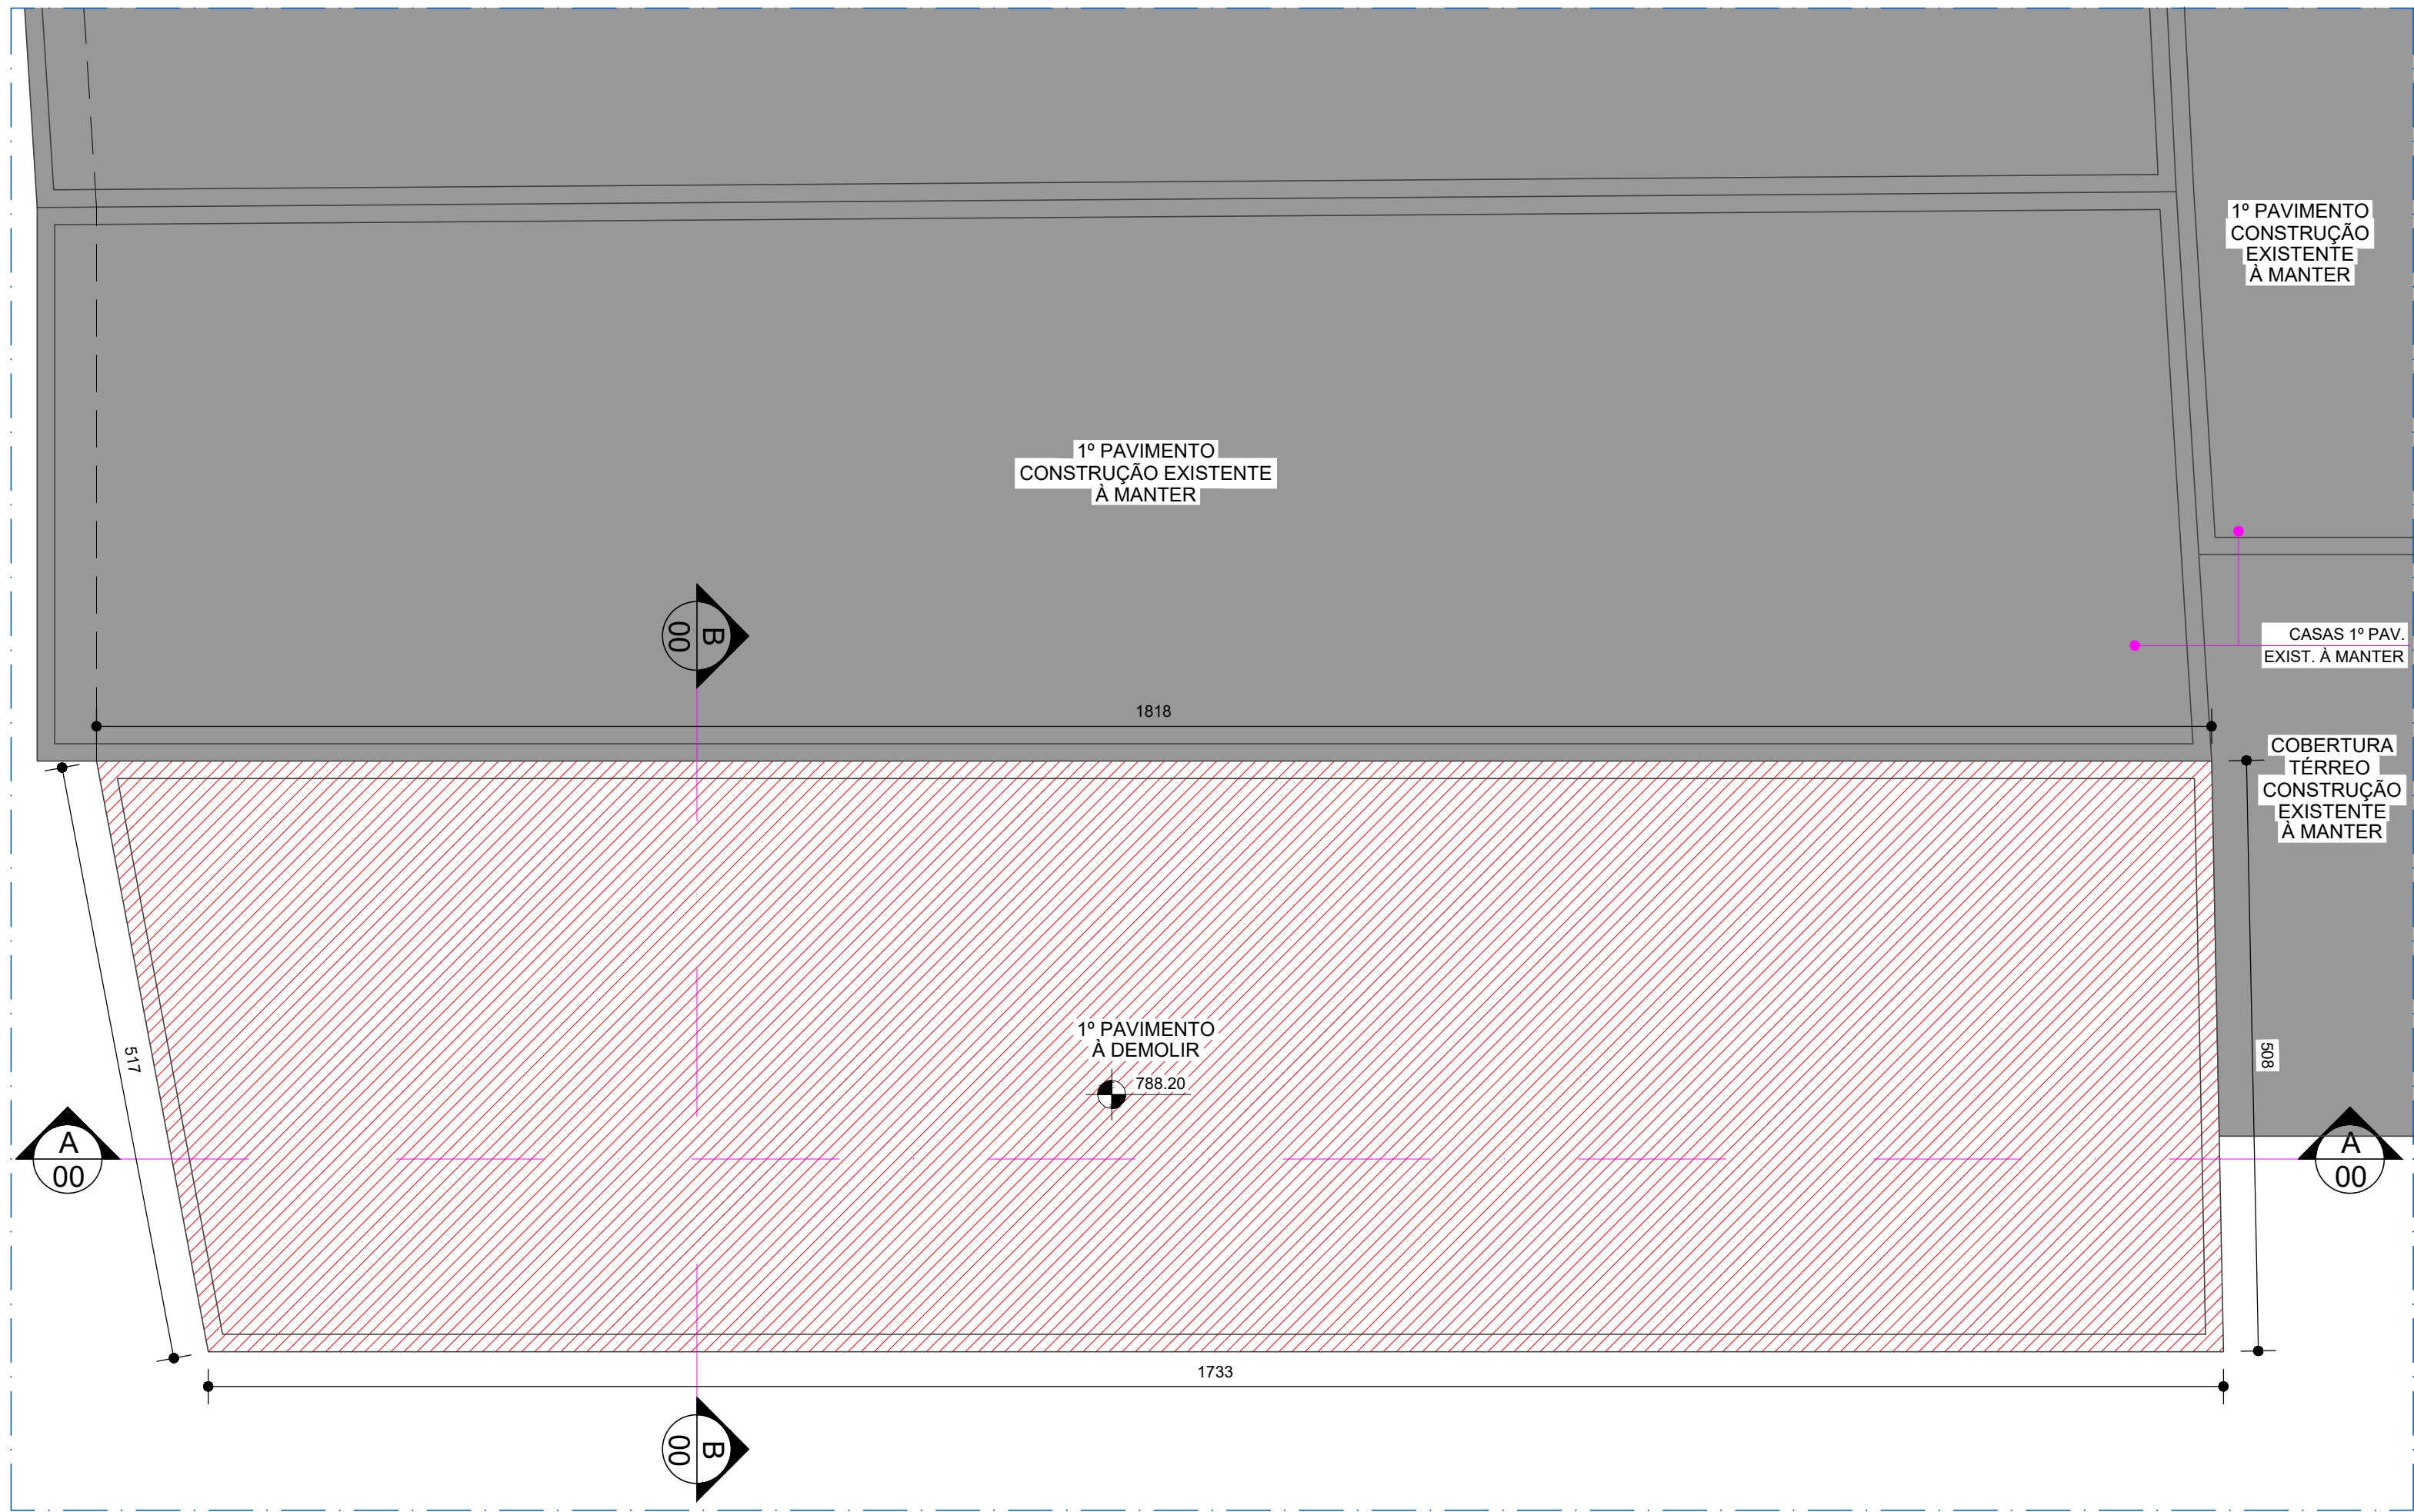 1º PAVIMENTO
CONSTRUÇÃO
EXISTENTE
À MANTER
1º PAVIMENTO
CONSTRUÇÃO EXISTENTE
À MANTER
B
00
CASAS 1º PAV.
EXIST. À MANTER
1818
COBERTURA
TÉRREO
CONSTRUÇÃO
EXISTENTE
À MANTER
517
1º PAVIMENTO
À DEMOLIR
788.20
508
A
00
A
00
1733
B
00